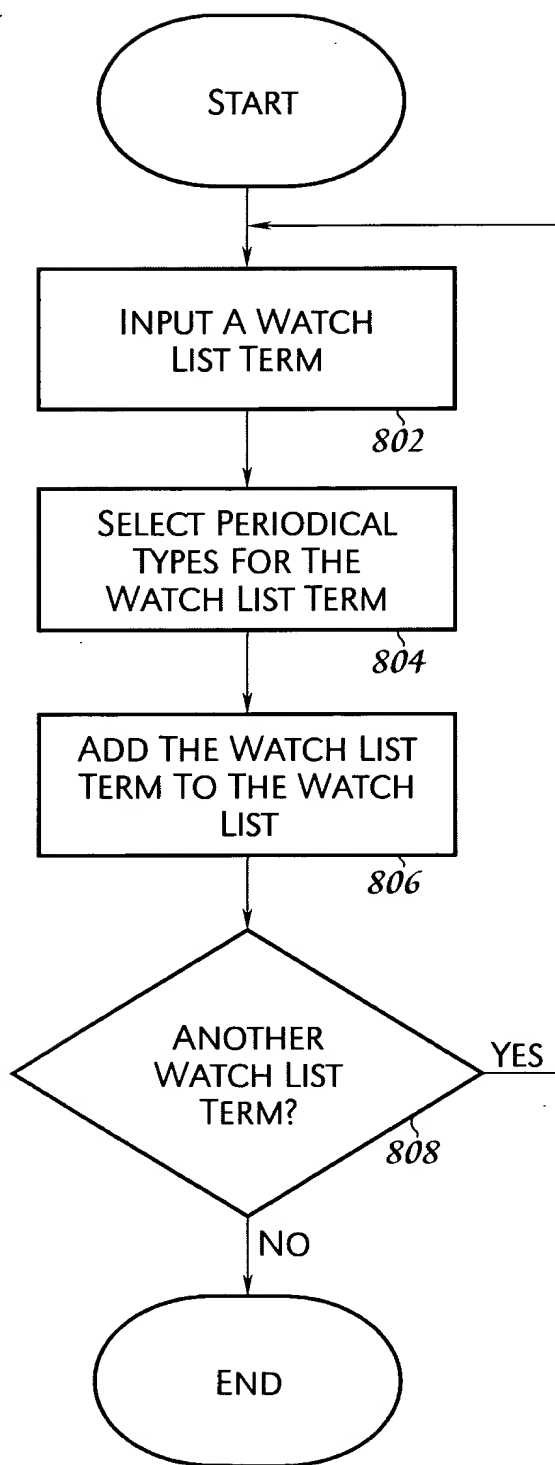 START
INPUT A WATCH
LIST TERM
802
SELECT PERIODICAL
TYPES FOR THE
WATCH LIST TERM
804
ADD THE WATCH LIST
TERM TO THE WATCH
LIST
806
ANOTHER
WATCH LIST
TERM?
YES
808
NO
END